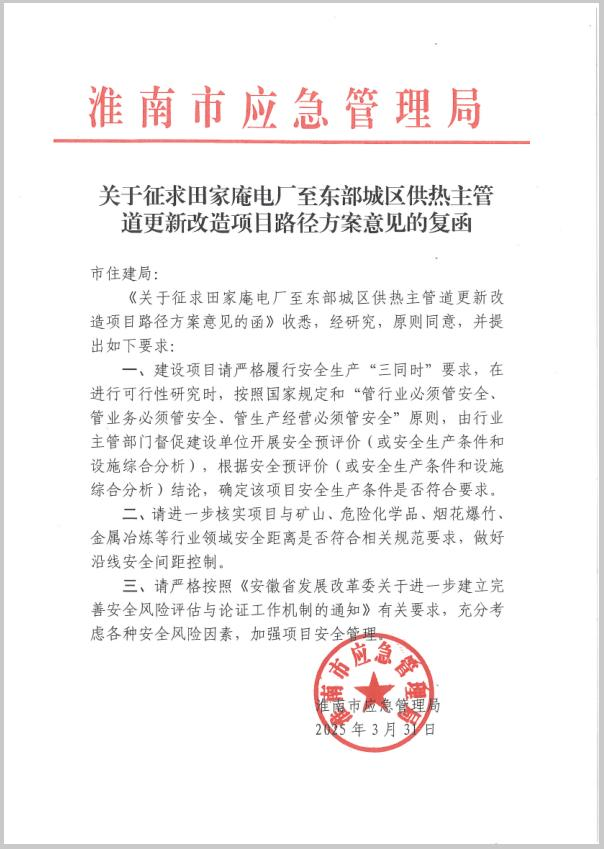 淮南市应急管理局
关于征求田家庵电厂至东部城区供热主管
道更新改造项目路径方案意见的复函
市住建局：
《关于征求田家庵电厂至东部城区供热主管道更新改
造项目路径方案意见的函》收悉，经研究，原则同意，并提
出如下要求：
一、建设项目请严格履行安全生产“三同时”要求，在
进行可行性研究时，按照国家规定和“管行业必须管安全、
管业务必须管安全、管生产经营必须管安全”原则，由行业
主管部门督促建设单位开展安全预评价（或安全生产条件和
设施综合分析），根据安全预评价（或安全生产条件和设施
综合分析）结论，确定该项目安全生产条件是否符合要求。
二、请进一步核实项目与矿山、危险化学品、烟花爆竹、
金属冶炼等行业领域安全距离是否符合相关规范要求，做好
沿线安全间距控制。
三、请严格按照《安徽省发展改革委关于进一步建立完
善安全风险评估与论证工作机制的通知》有关要求，充分考
虑各种安全风险因素，加强项目安全管理。
淮南市应急管理局
淮南市应急管理局
2025年3月31日